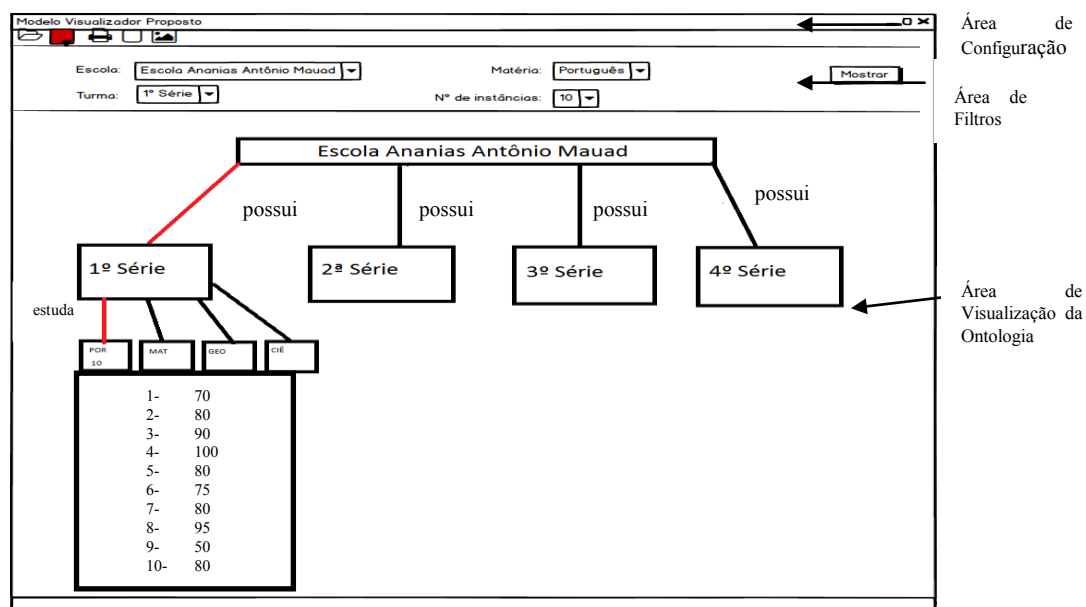 Modelo Visualizador Proposto
Área de
Configuração
Escola: Escola Ananias Antônio Mauad
Matéria: Português
Mostrar
Turma: 1º Série
Nº de instâncias: 10
Área de
Filtros
Escola Ananias Antônio Mauad
possui possui possui possui
1º Série 2ª Série 3º Série 4º Série
estuda
Área de
Visualização da
Ontologia
POR MAT GEO CIÊ
10
1- 70
2- 80
3- 90
4- 100
5- 80
6- 75
7- 80
8- 95
9- 50
10- 80